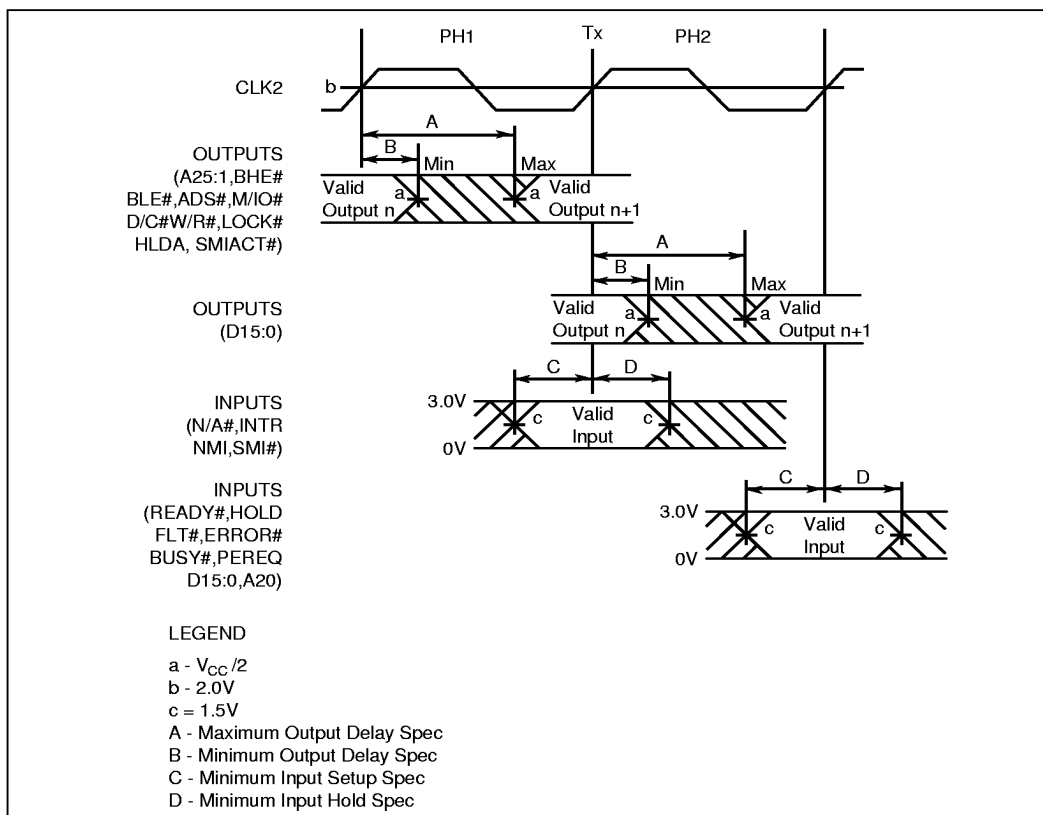 PH1 Tx PH2
CLK2 b
A
B
OUTPUTS
(A25:1,BHE#
BLE#,ADS#,M/IO#
D/C#W/R#,LOCK#
HLDA, SMIACT#)
Min Max
Valid a a Valid
Output n Output n+1
A
B
OUTPUTS
(D15:0)
Min Max
Valid a a Valid
Output n Output n+1
C D
INPUTS
(N/A#,INTR
NMI,SMI#)
3.0V
c Valid c
Input
0V
C D
INPUTS
(READY#,HOLD
FLT#,ERROR#
BUSY#,PEREQ
D15:0,A20)
3.0V
c Valid c
Input
0V
LEGEND
a - VCC /2
b - 2.0V
c = 1.5V
A - Maximum Output Delay Spec
B - Minimum Output Delay Spec
C - Minimum Input Setup Spec
D - Minimum Input Hold Spec